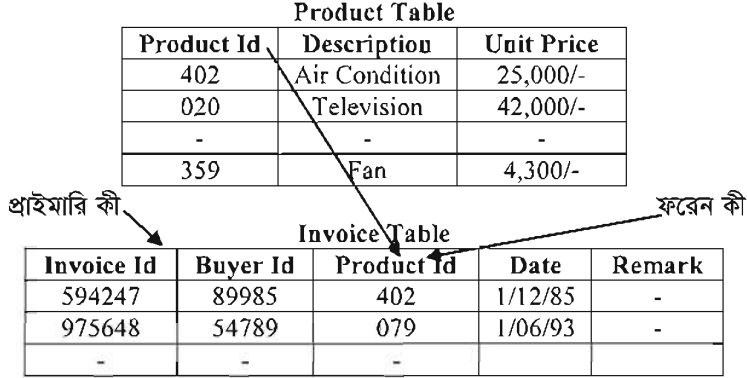 Product Table
Product Id Description Unit Price
402 Air Condition 25,000/-
020 Television 42,000/-
- - -
359 Fan 4,300/-
প্রাইমারি কী ফরেন কী
Invoice Table
Invoice Id Buyer Id Product Id Date Remark
594247 89985 402 1/12/85 -
975648 54789 079 1/06/93 -
- - -